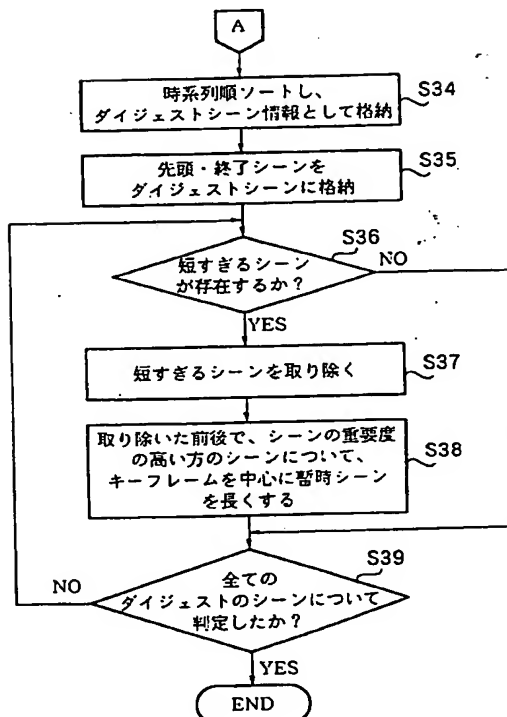 A
時系列順ソートし、
ダイジェストシーン情報として格納
S34
先頭・終了シーンを
ダイジェストシーンに格納
S35
S36
短すぎるシーン
が存在するか?
NO
YES
短すぎるシーンを取り除く
S37
取り除いた前後で、シーンの重要度
の高い方のシーンについて、
キーフレームを中心に暫時シーン
を長くする
S38
S39
全ての
ダイジェストのシーンについて
判定したか?
NO
YES
END